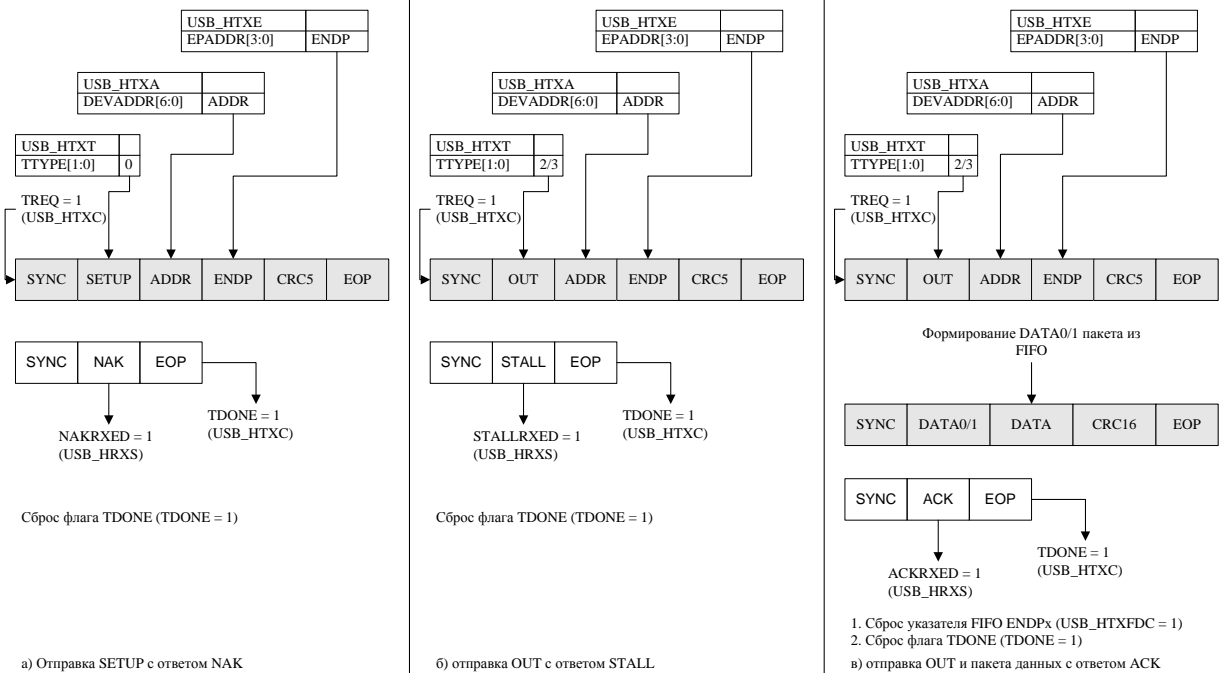 USB_HTXE
EPADDR[3:0] ENDP
USB_HTXA
DEVADDR[6:0] ADDR
USB_HTXT
TTYPE[1:0] 0
TREQ = 1
(USB_HTXC)
SYNC SETUP ADDR ENDP CRC5 EOP
SYNC NAK EOP
TDONE = 1
(USB_HTXC)
NAKRXED = 1
(USB_HRXS)
Сброс флага TDONE (TDONE = 1)
а) Отправка SETUP с ответом NAK
USB_HTXE
EPADDR[3:0] ENDP
USB_HTXA
DEVADDR[6:0] ADDR
USB_HTXT
TTYPE[1:0] 2/3
TREQ = 1
(USB_HTXC)
SYNC OUT ADDR ENDP CRC5 EOP
SYNC STALL EOP
TDONE = 1
(USB_HTXC)
STALLRXED = 1
(USB_HRXS)
Сброс флага TDONE (TDONE = 1)
б) отправка OUT с ответом STALL
USB_HTXE
EPADDR[3:0] ENDP
USB_HTXA
DEVADDR[6:0] ADDR
USB_HTXT
TTYPE[1:0] 2/3
TREQ = 1
(USB_HTXC)
SYNC OUT ADDR ENDP CRC5 EOP
Формирование DATA0/1 пакета из
FIFO
SYNC DATA0/1 DATA CRC16 EOP
SYNC ACK EOP
TDONE = 1
(USB_HTXC)
ACKRXED = 1
(USB_HRXS)
1. Сброс указателя FIFO ENDPx (USB_HTXFDC = 1)
2. Сброс флага TDONE (TDONE = 1)
в) отправка OUT и пакета данных с ответом ACK